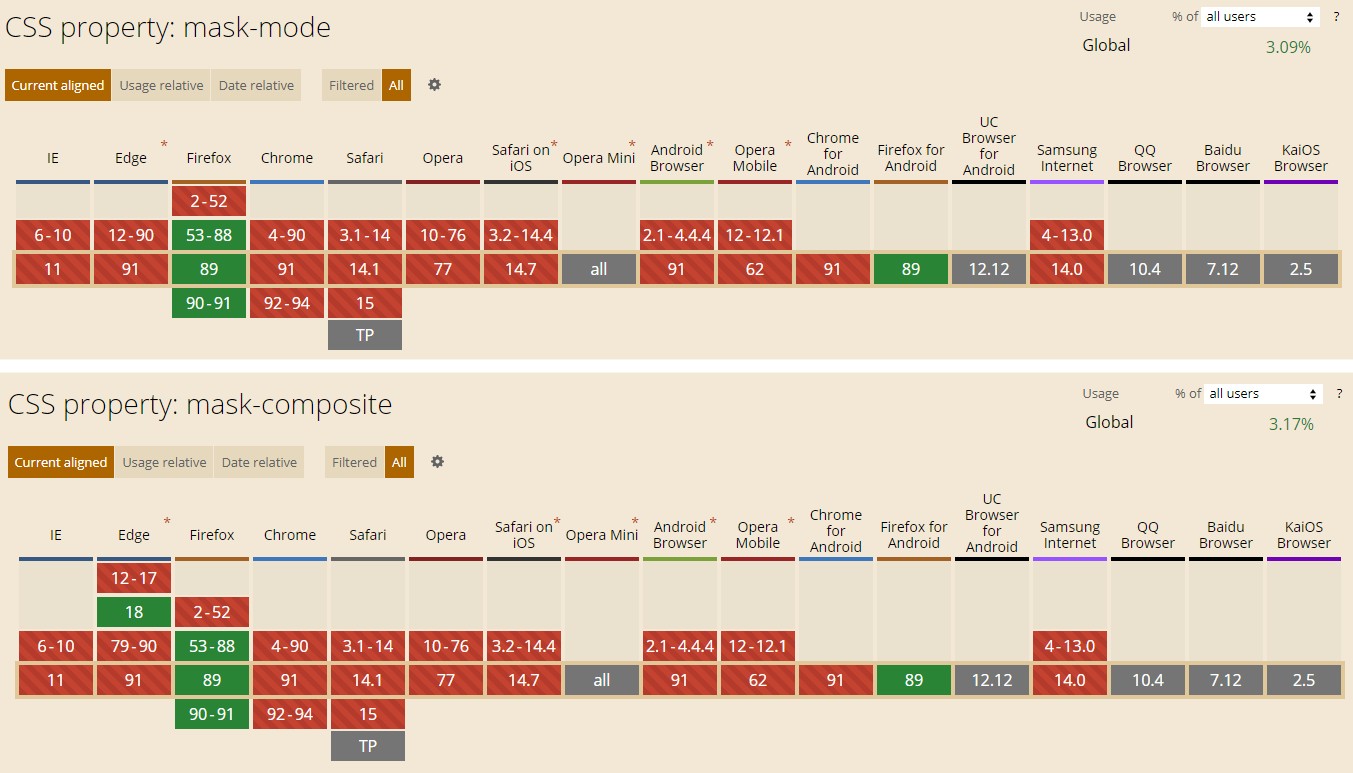 CSS property: mask-mode
Usage % of all users ?
Global 3.09%
Current aligned Usage relative Date relative Filtered All
IE Edge * Firefox Chrome Safari Opera Safari on iOS * Opera Mini * Android Browser * Opera Mobile * Chrome for Android Firefox for Android UC Browser for Android Samsung Internet QQ Browser Baidu Browser KaiOS Browser
2-52
6-10 12-90 53-88 4-90 3.1-14 10-76 3.2-14.4 2.1-4.4.4 12-12.1 4-13.0
11 91 89 91 14.1 77 14.7 all 91 62 91 89 12.12 14.0 10.4 7.12 2.5
90-91 92-94 15
TP
CSS property: mask-composite
Usage % of all users ?
Global 3.17%
Current aligned Usage relative Date relative Filtered All
IE Edge * Firefox Chrome Safari Opera Safari on iOS * Opera Mini * Android Browser * Opera Mobile * Chrome for Android Firefox for Android UC Browser for Android Samsung Internet QQ Browser Baidu Browser KaiOS Browser
12-17
18 2-52
6-10 79-90 53-88 4-90 3.1-14 10-76 3.2-14.4 2.1-4.4.4 12-12.1 4-13.0
11 91 89 91 14.1 77 14.7 all 91 62 91 89 12.12 14.0 10.4 7.12 2.5
90-91 92-94 15
TP